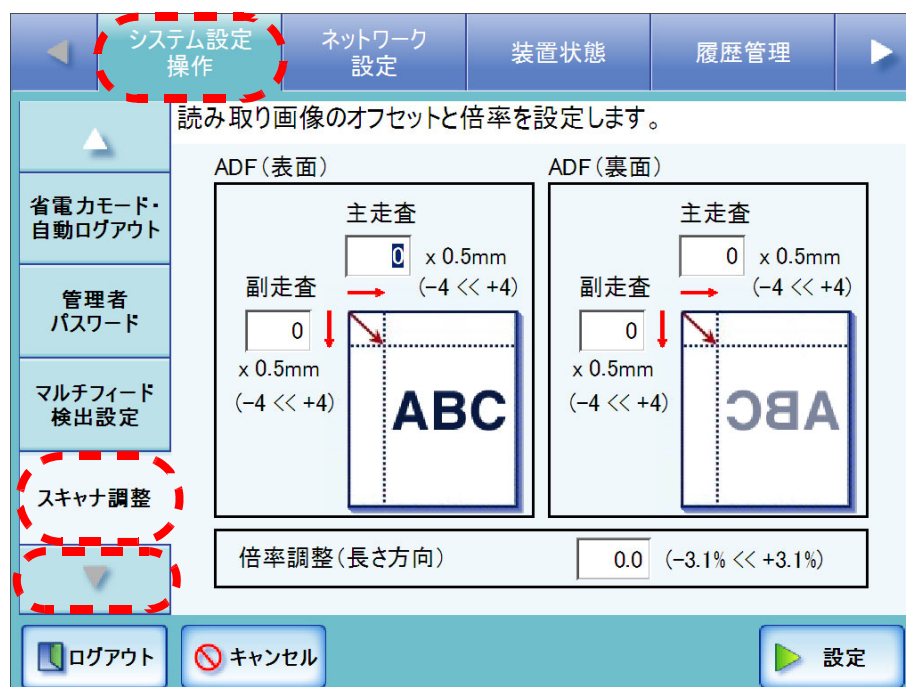 システム設定
操作
ネットワーク
設定
装置状態
履歴管理
読み取り画像のオフセットと倍率を設定します。
省電力モード・
自動ログアウト
管理者
パスワード
マルチフィード
検出設定
スキャナ調整
ADF（表面）
主走査
0 x 0.5mm
(−4 << +4)
副走査
0
x 0.5mm
(−4 << +4)
ABC
ADF（裏面）
主走査
0 x 0.5mm
(−4 << +4)
副走査
0
x 0.5mm
(−4 << +4)
ABC
倍率調整（長さ方向） 0.0 (−3.1% << +3.1%)
ログアウト
キャンセル
設定